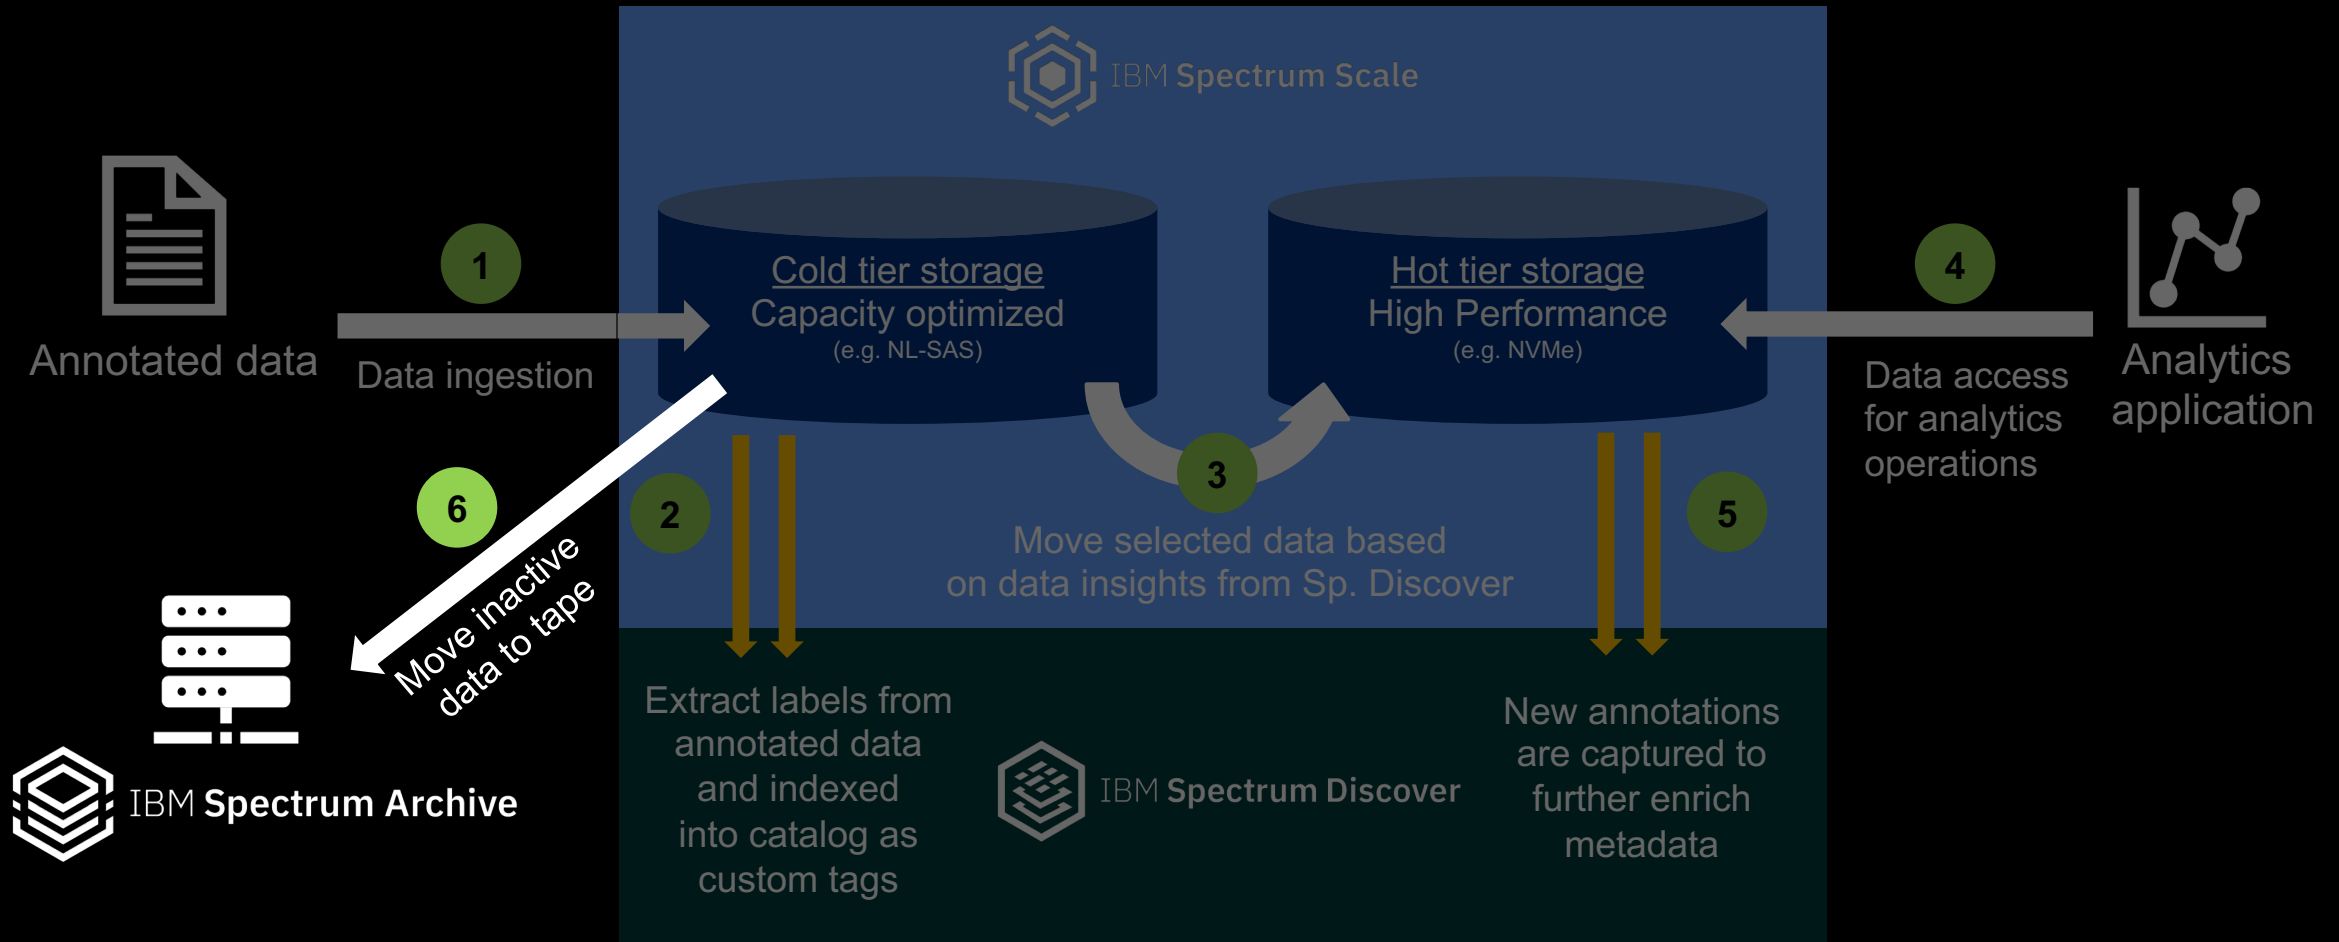 IBM Spectrum Scale
Annotated data
1
Data ingestion
Cold tier storage
Capacity optimized
(e.g. NL-SAS)
Hot tier storage
High Performance
(e.g. NVMe)
4
Data access
for analytics
operations
Analytics
application
6
Move inactive
data to tape
2
3
Move selected data based
on data insights from Sp. Discover
5
IBM Spectrum Archive
Extract labels from
annotated data
and indexed
into catalog as
custom tags
IBM Spectrum Discover
New annotations
are captured to
further enrich
metadata